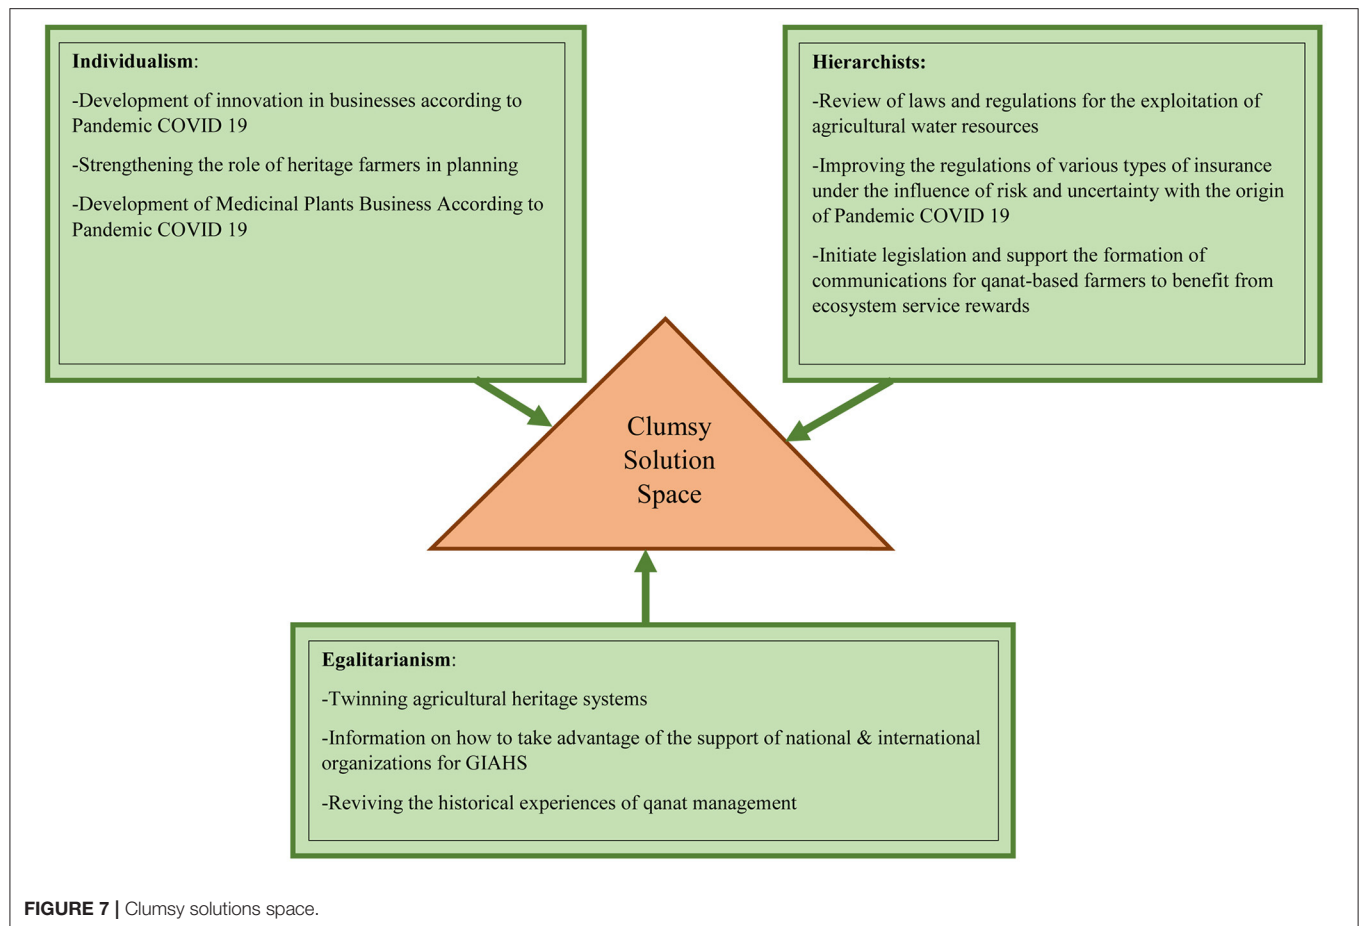 Individualism:
-Development of innovation in businesses according to
Pandemic COVID 19
-Strengthening the role of heritage farmers in planning
-Development of Medicinal Plants Business According to
Pandemic COVID 19
Hierarchists:
-Review of laws and regulations for the exploitation of
agricultural water resources
-Improving the regulations of various types of insurance
under the influence of risk and uncertainty with the origin
of Pandemic COVID 19
-Initiate legislation and support the formation of
communications for qanat-based farmers to benefit from
ecosystem service rewards
Clumsy
Solution
Space
Egalitarianism:
-Twinning agricultural heritage systems
-Information on how to take advantage of the support of national & international
organizations for GIAHS
-Reviving the historical experiences of qanat management
FIGURE 7 | Clumsy solutions space.